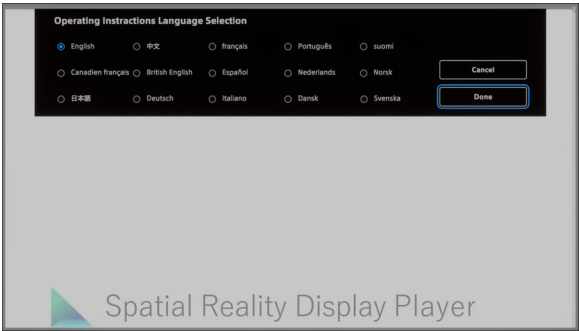 Operating Instractions Language Selection
English 中文 français Português suomi
Canadien français British English Español Nederlands Norsk
Cancel
日本語 Deutsch Italiano Dansk Svenska
Done
Spatial Reality Display Player